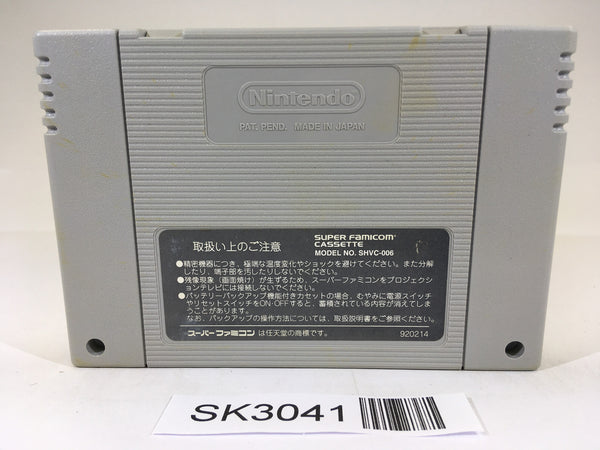 Nintendo
PAT. PEND. MADE IN JAPAN
取扱い上のご注意
SUPER FAMICOM
CASSETTE
MODEL NO. SHVC-006
●精密機器につき、極端な温度変化やショックを避けてください。また分解
したり、端子部を汚したりしないでください。
●残像現象（画面焼け）が生ずるため、スーパーファミコンをプロジェクシ
ョンテレビには接続しないでください。
●バッテリーバックアップ機能付きカセットの場合、むやみに電源スイッチ
やリセットスイッチをON・OFFすると、蓄積されている内容が消えてしま
うことがあります。
なお、バックアップの操作方法については、取扱説明書をご参照ください。
スーパーファミコン は任天堂の商標です。
920214
SK3041